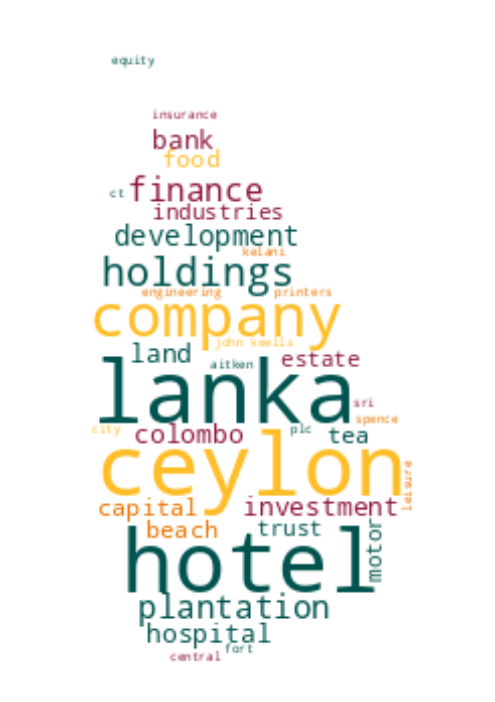 equity
insurance
bank
food
ct finance
industries
development
kelani
holdings
engineering printers
company
john keells
land estate
aitken
lanka sri
spence
city colombo plc tea
ceylon
leisure
capital investment
beach trust
motor
hotel
plantation
hospital
fort
central